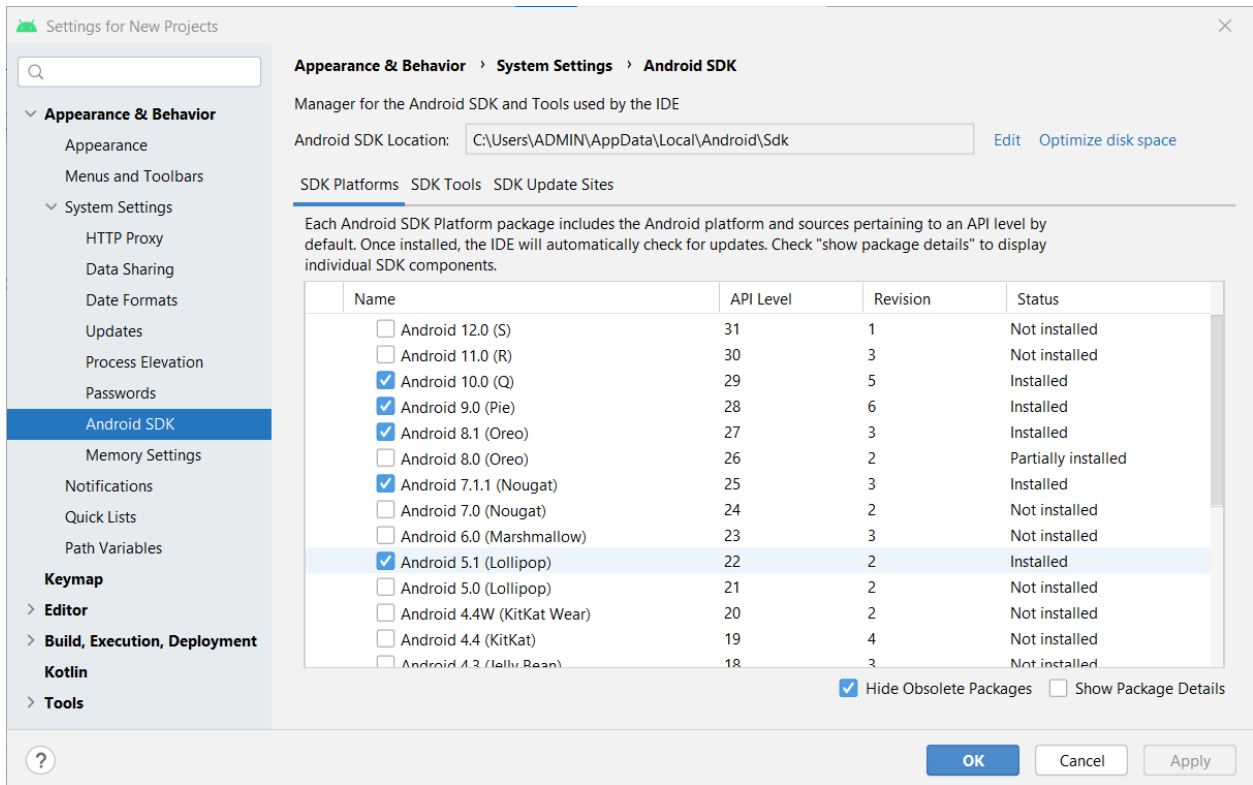 Settings for New Projects
Appearance & Behavior
Appearance
Menus and Toolbars
System Settings
HTTP Proxy
Data Sharing
Date Formats
Updates
Process Elevation
Passwords
Android SDK
Memory Settings
Notifications
Quick Lists
Path Variables
Keymap
Editor
Build, Execution, Deployment
Kotlin
Tools
Appearance & Behavior › System Settings › Android SDK
Manager for the Android SDK and Tools used by the IDE
Android SDK Location: C:\Users\ADMIN\AppData\Local\Android\Sdk Edit Optimize disk space
SDK Platforms SDK Tools SDK Update Sites
Each Android SDK Platform package includes the Android platform and sources pertaining to an API level by
default. Once installed, the IDE will automatically check for updates. Check "show package details" to display
individual SDK components.
Name API Level Revision Status
Android 12.0 (S) 31 1 Not installed
Android 11.0 (R) 30 3 Not installed
Android 10.0 (Q) 29 5 Installed
Android 9.0 (Pie) 28 6 Installed
Android 8.1 (Oreo) 27 3 Installed
Android 8.0 (Oreo) 26 2 Partially installed
Android 7.1.1 (Nougat) 25 3 Installed
Android 7.0 (Nougat) 24 2 Not installed
Android 6.0 (Marshmallow) 23 3 Not installed
Android 5.1 (Lollipop) 22 2 Installed
Android 5.0 (Lollipop) 21 2 Not installed
Android 4.4W (KitKat Wear) 20 2 Not installed
Android 4.4 (KitKat) 19 4 Not installed
Android 4.3 (Jelly Bean) 18 3 Not installed
Hide Obsolete Packages Show Package Details
? OK Cancel Apply